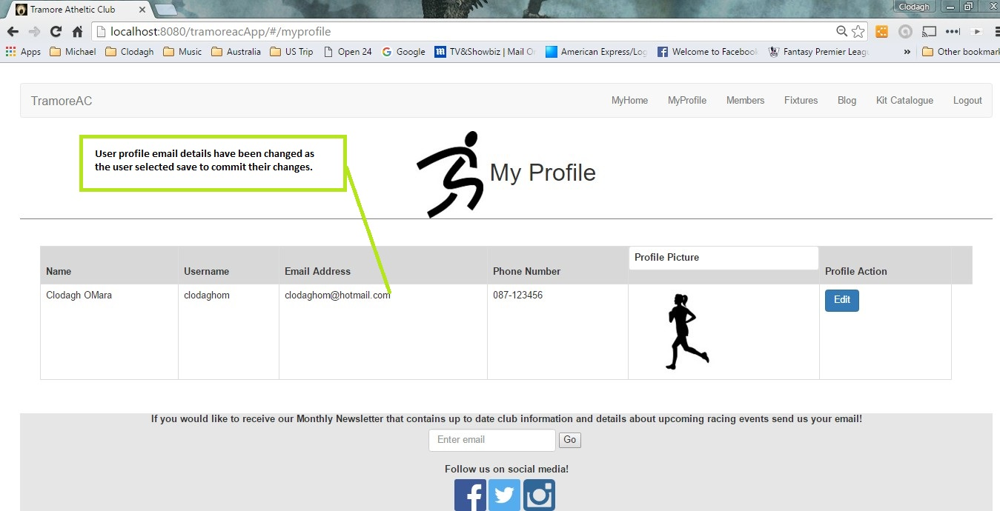 Tramore Atheltic Club
Clodagh
localhost:8080/tramoreacApp/#/myprofile
Apps Michael Clodagh Music Australia US Trip Open 24 Google TV&Showbiz | Mail O American Express/Log Welcome to Facebook Fantasy Premier Leag » Other bookmark
TramoreAC MyHome MyProfile Members Fixtures Blog Kit Catalogue Logout
User profile email details have been changed as
the user selected save to commit their changes.
My Profile
Name Username Email Address Phone Number Profile Picture Profile Action
Clodagh OMara clodaghom clodaghom@hotmail.com 087-123456 Edit
If you would like to receive our Monthly Newsletter that contains up to date club information and details about upcoming racing events send us your email!
Enter email Go
Follow us on social media!